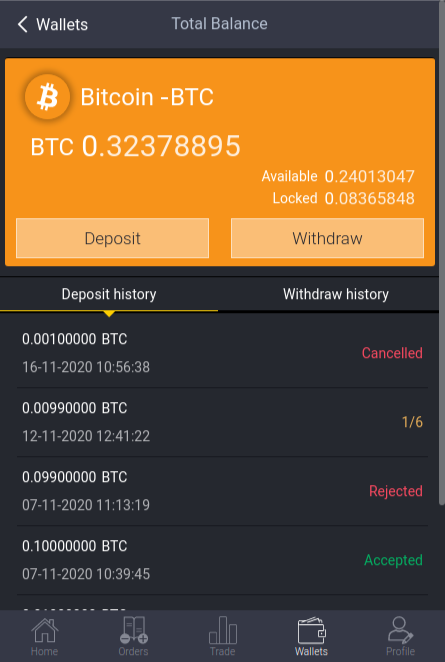 Wallets Total Balance
Bitcoin -BTC
BTC 0.32378895
Available 0.24013047
Locked 0.08365848
Deposit Withdraw
Deposit history Withdraw history
0.00100000 BTC
Cancelled
16-11-2020 10:56:38
0.00990000 BTC
1/6
12-11-2020 12:41:22
0.09900000 BTC
Rejected
07-11-2020 11:13:19
0.10000000 BTC
Accepted
07-11-2020 10:39:45
Home Orders Trade Wallets Profile